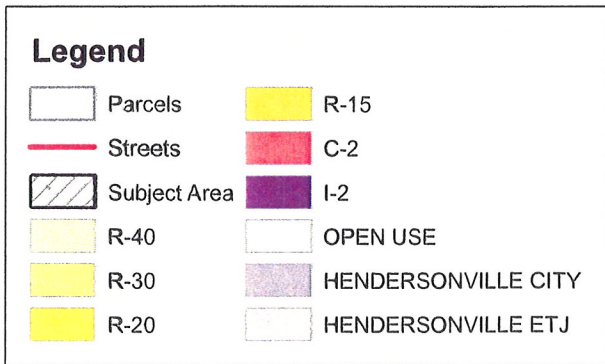 Legend
Parcels
Streets
Subject Area
R-40
R-30
R-20
R-15
C-2
I-2
OPEN USE
HENDERSONVILLE CITY
HENDERSONVILLE ETJ